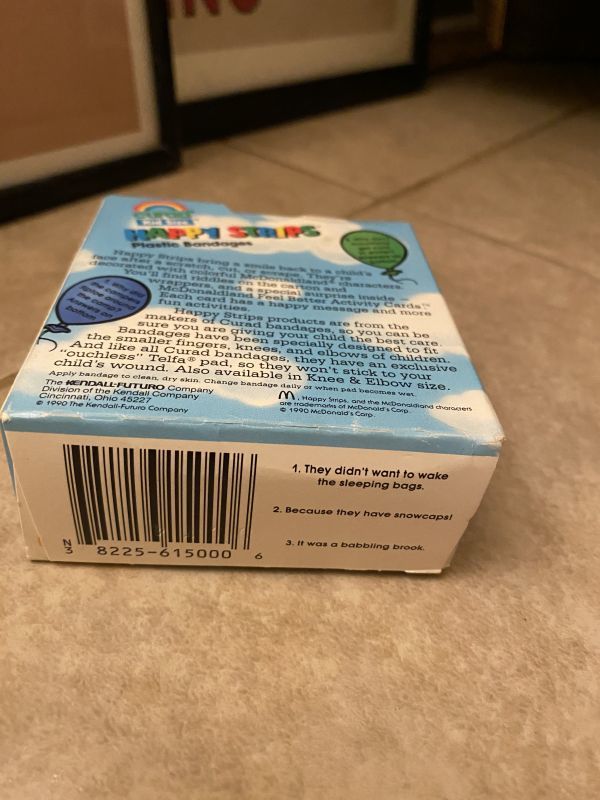 NG
curad
HAPPY STRIPS
Plastic Bandages
Happy Strips bring a smile back to a child's
face after a scratch, cut, or scrape. They're
decorated with colorful McDonaldland® characters.
You'll find riddles on the carton and
wrappers, and a special surprise inside —
McDonaldland Feel Better Activity Cards™
Each card has a happy message and more
fun activities.
Happy Strips products are from the
makers of Curad bandages, so you can be
sure you are giving your child the best care.
Bandages have been specially designed to fit
the smaller fingers, knees, and elbows of children.
And like all Curad bandages, they have an exclusive
"ouchless" Telfa® pad, so they won't stick to your
child's wound. Also available in Knee & Elbow size.
Apply bandage to clean, dry skin. Change bandage daily or when pad becomes wet.
The KENDALL-FUTURO Company
Division of the Kendall Company
Cincinnati, Ohio 45227
© 1990 The Kendall-Futuro Company
M, Happy Strips, and the McDonaldland characters
are trademarks of McDonald's Corp.
© 1990 McDonald's Corp.
N3 8225-615000 6
1. They didn't want to wake
the sleeping bags.
2. Because they have snowcaps!
3. It was a babbling brook.